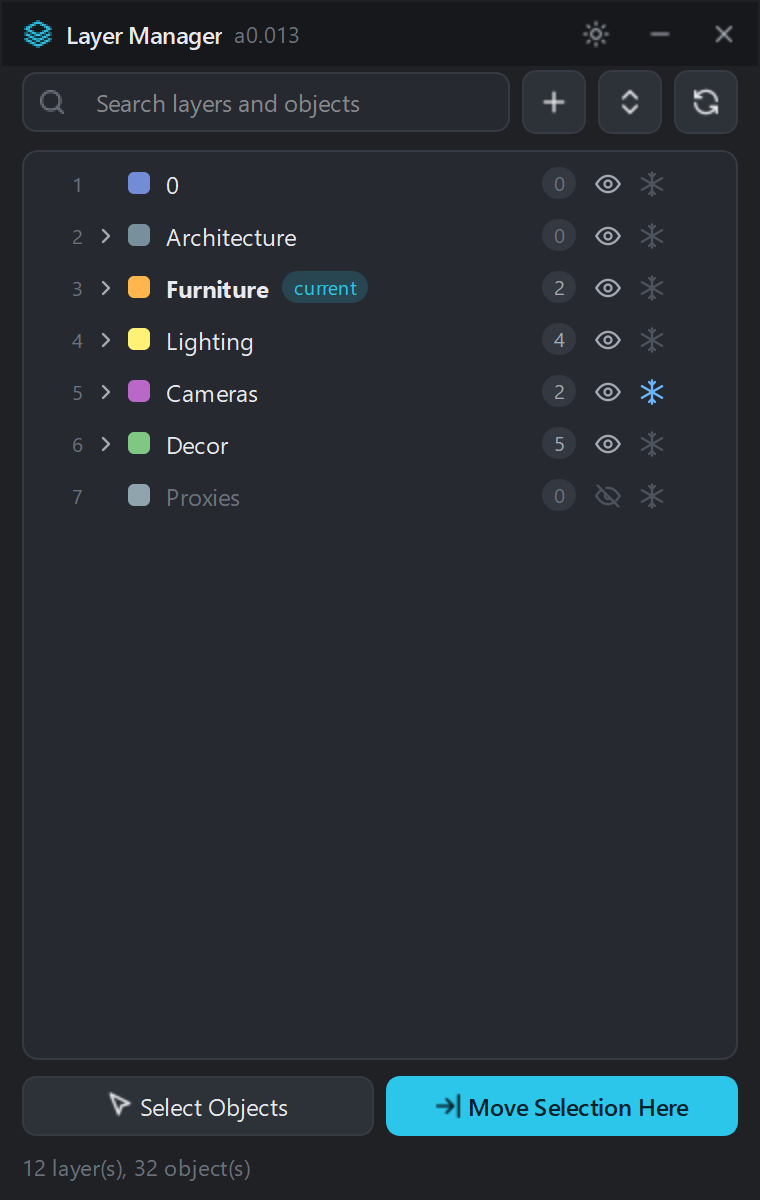 Layer Manager a0.013
Search layers and objects
1 0 0
2 Architecture 0
3 Furniture current 2
4 Lighting 4
5 Cameras 2
6 Decor 5
7 Proxies 0
Select Objects Move Selection Here
12 layer(s), 32 object(s)